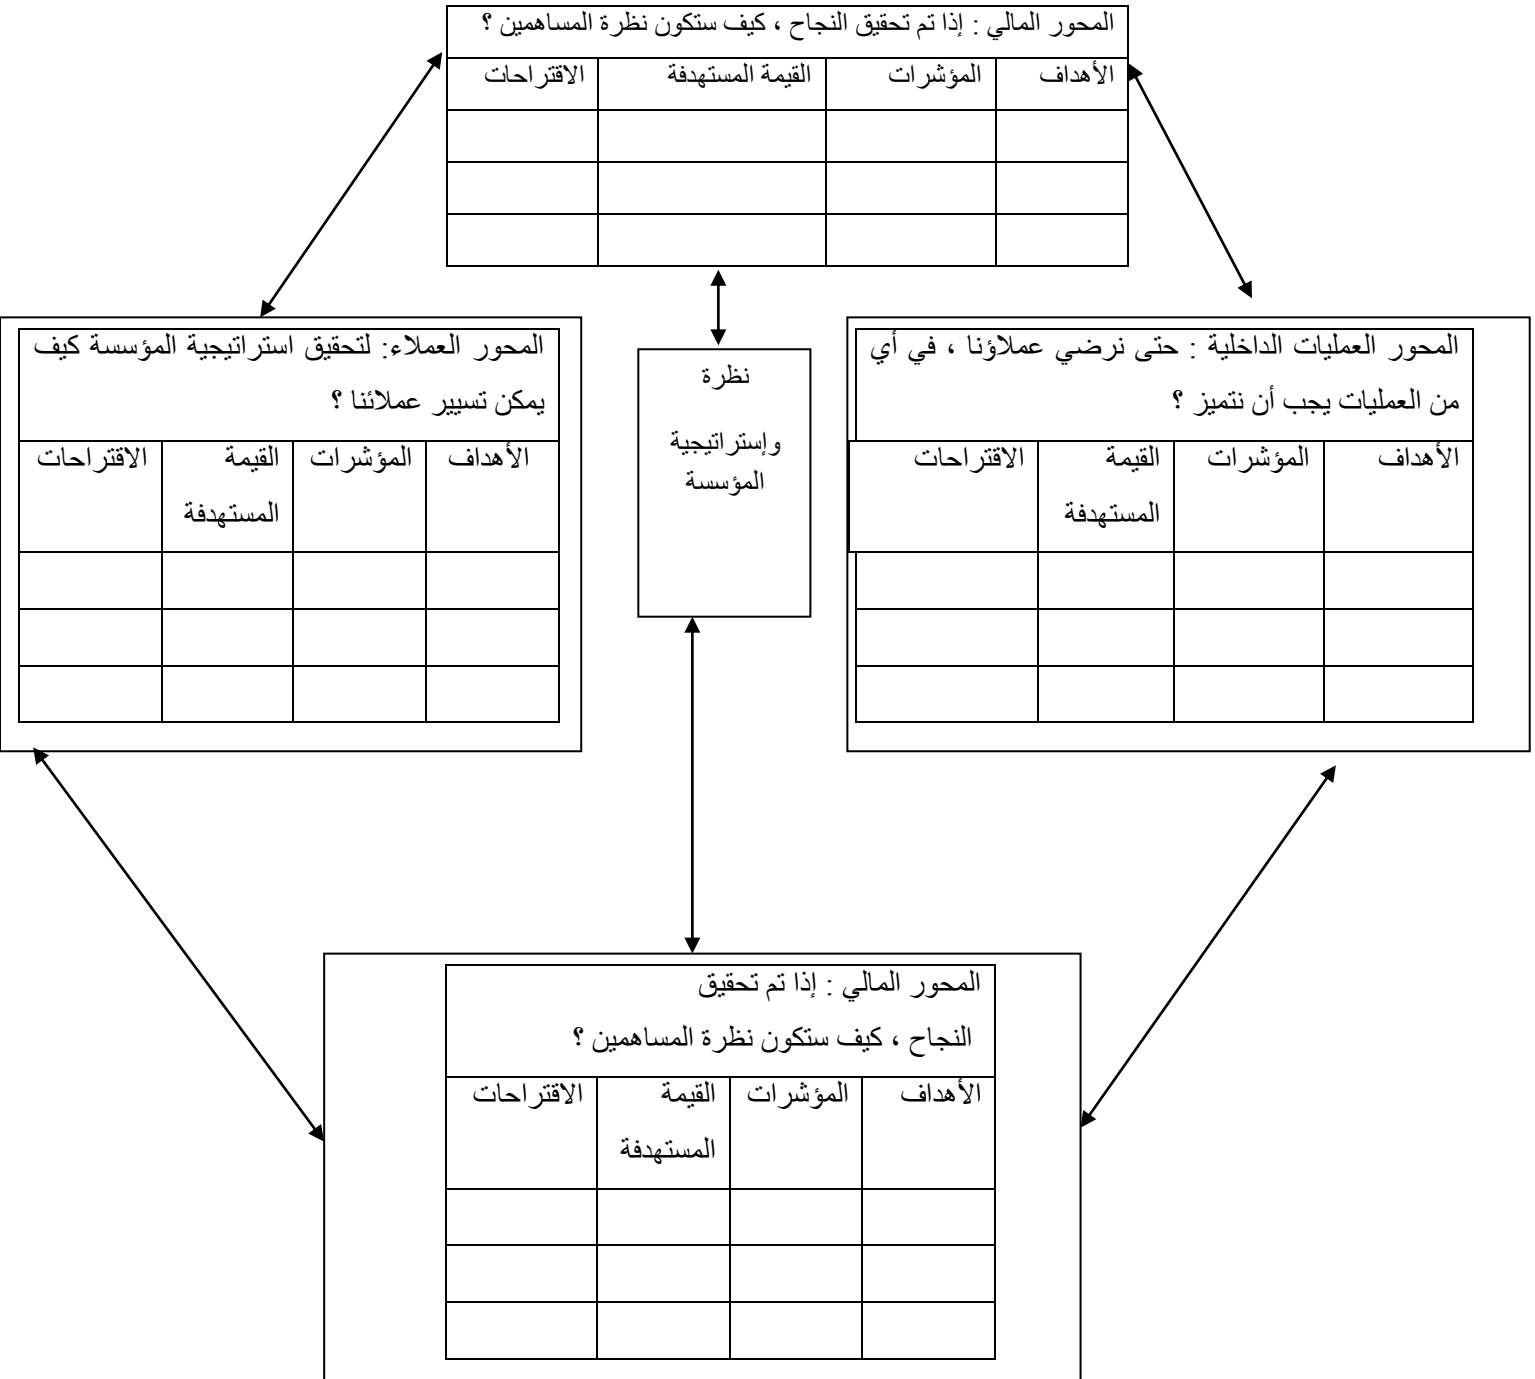 المحور المالي : إذا تم تحقيق النجاح ، كيف ستكون نظرة المساهمين ؟
الأهداف المؤشرات القيمة المستهدفة الاقتراحات
المحور العمليات الداخلية : حتى نرضي عملاؤنا ، في أي
من العمليات يجب أن نتميز ؟
الأهداف المؤشرات القيمة الاقتراحات
المستهدفة
نظرة
وإستراتيجية
المؤسسة
المحور العملاء: لتحقيق استراتيجية المؤسسة كيف
يمكن تسيير عملائنا ؟
الأهداف المؤشرات القيمة الاقتراحات
المستهدفة
المحور المالي : إذا تم تحقيق
النجاح ، كيف ستكون نظرة المساهمين ؟
الأهداف المؤشرات القيمة الاقتراحات
المستهدفة